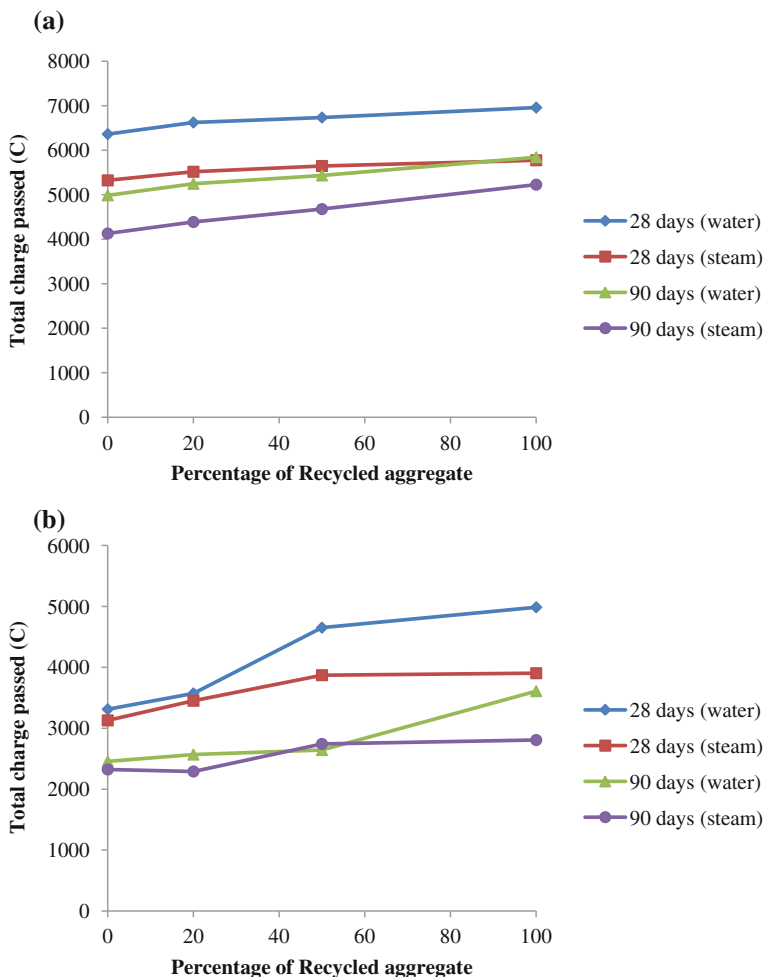 (a)
8000
7000
6000
5000
4000
3000
2000
1000
0
Total charge passed (C)
0 20 40 60 80 100
Percentage of Recycled aggregate
28 days (water)
28 days (steam)
90 days (water)
90 days (steam)
(b)
6000
5000
4000
3000
2000
1000
0
Total charge passed (C)
0 20 40 60 80 100
Percentage of Recycled aggregate
28 days (water)
28 days (steam)
90 days (water)
90 days (steam)